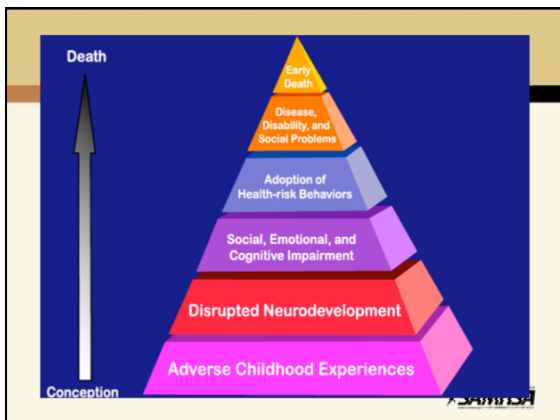 Death
Early
Death
Disease,
Disability, and
Social Problems
Adoption of
Health-risk Behaviors
Social, Emotional, and
Cognitive Impairment
Disrupted Neurodevelopment
Adverse Childhood Experiences
Conception
SAMHSA